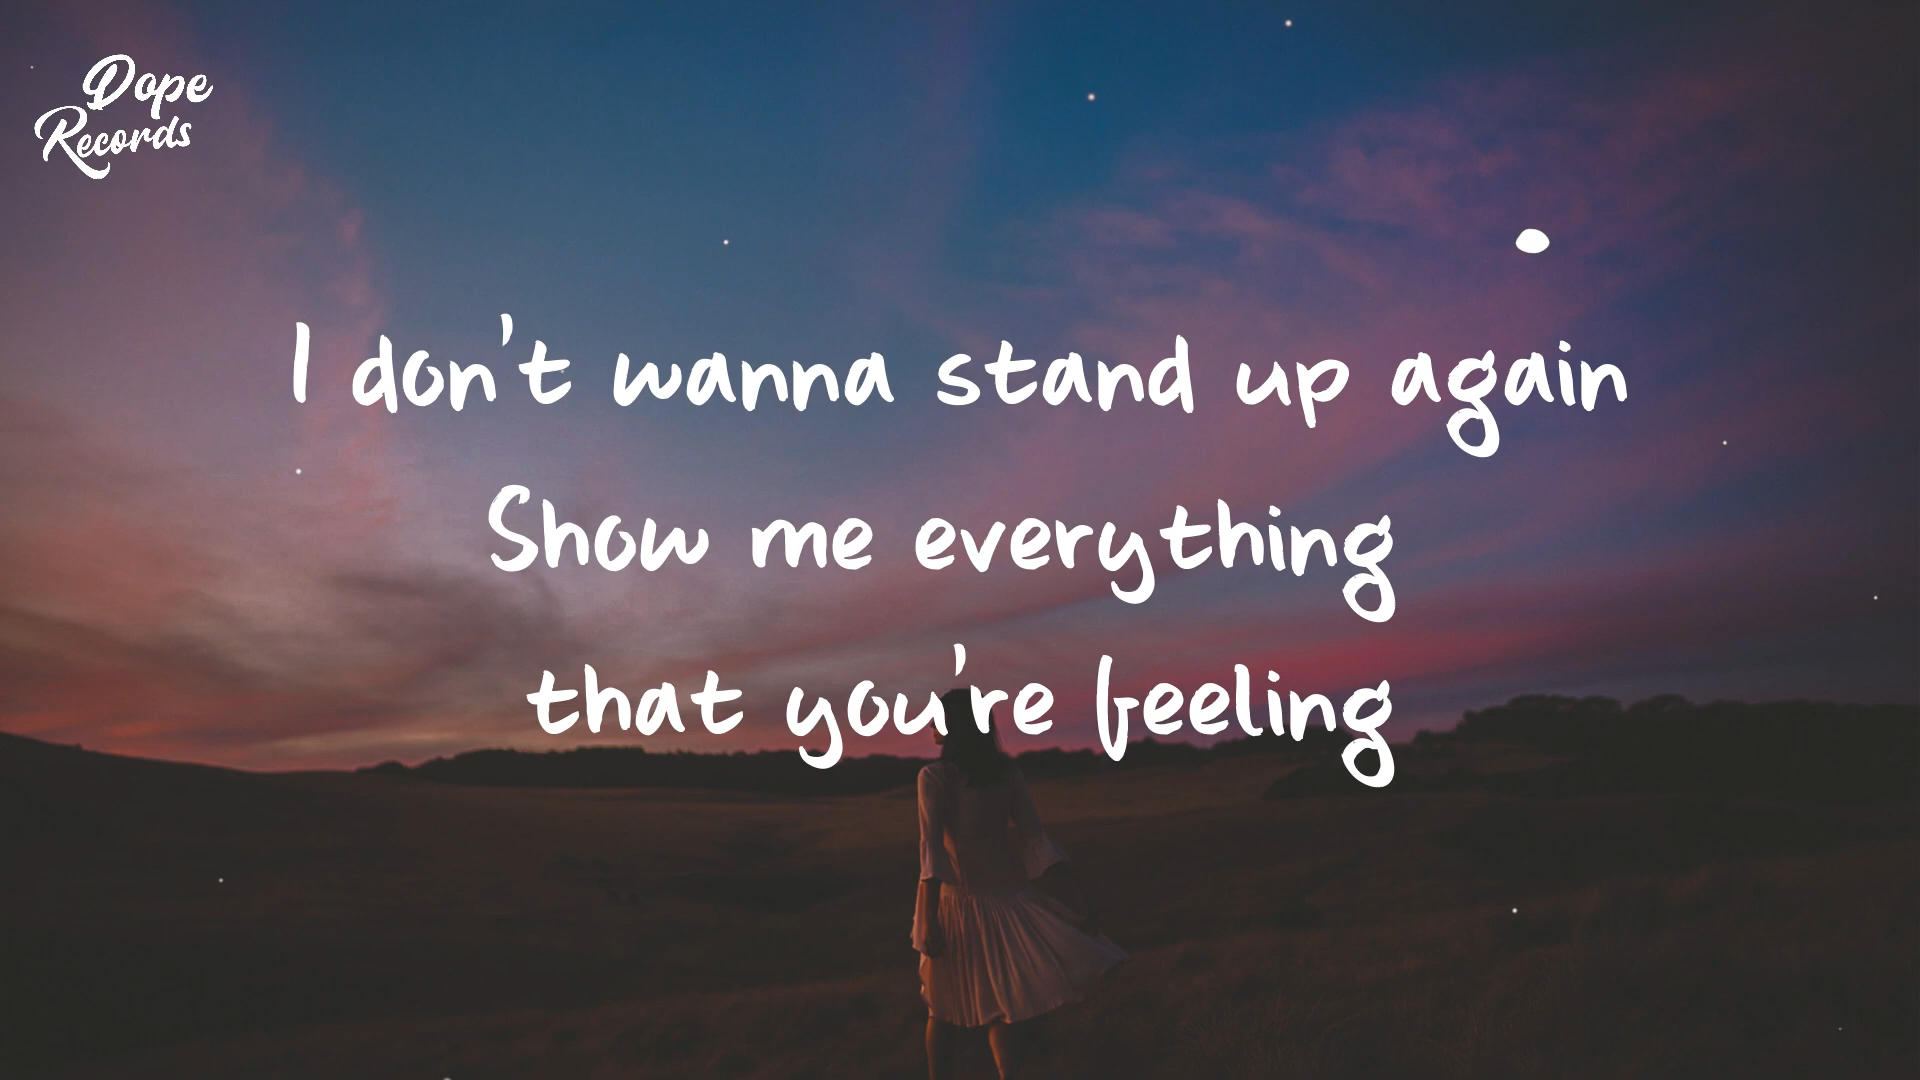 Dope
Records
I don't wanna stand up again
Show me everything
that you're feeling